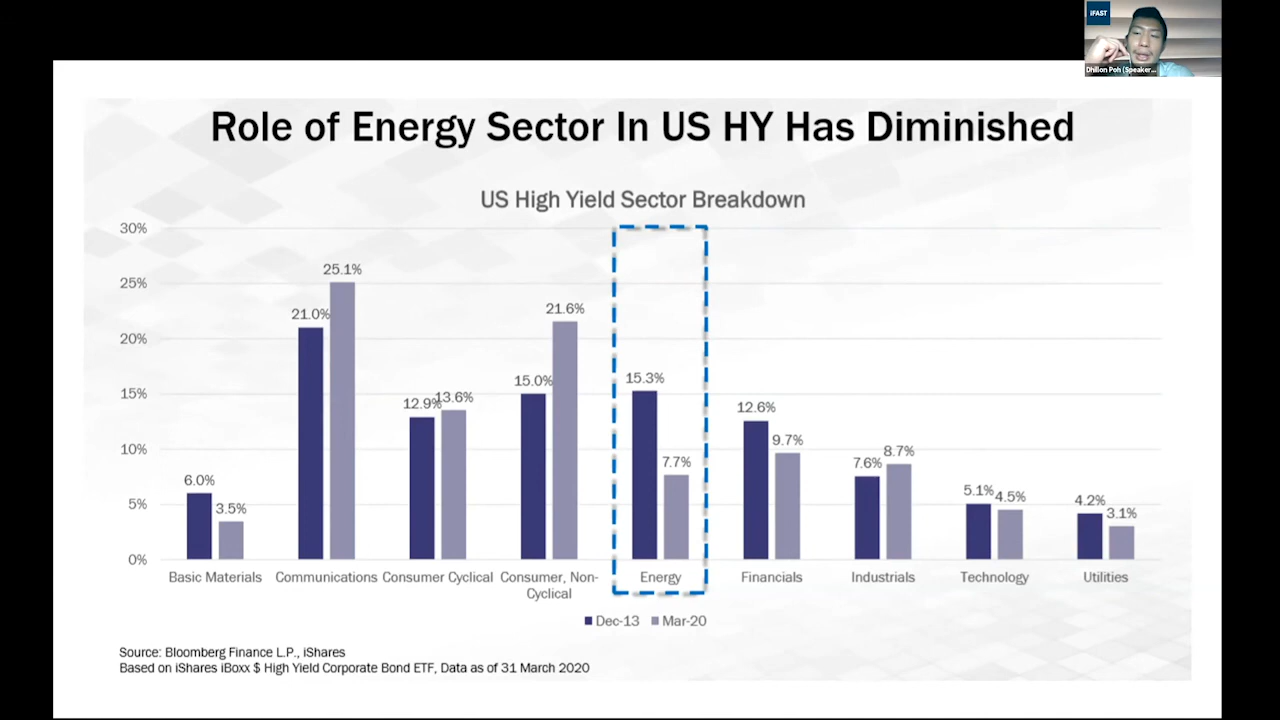 iFAST
Dhillon Poh (Speaker...
Role of Energy Sector In US HY Has Diminished
US High Yield Sector Breakdown
30%
25%
20%
15%
10%
5%
0%
6.0%
3.5%
21.0%
25.1%
12.9%
13.6%
15.0%
21.6%
15.3%
7.7%
12.6%
9.7%
7.6%
8.7%
5.1%
4.5%
4.2%
3.1%
Basic Materials
Communications
Consumer Cyclical
Consumer, Non-
Cyclical
Energy
Financials
Industrials
Technology
Utilities
Dec-13
Mar-20
Source: Bloomberg Finance L.P., iShares
Based on iShares iBoxx $ High Yield Corporate Bond ETF, Data as of 31 March 2020